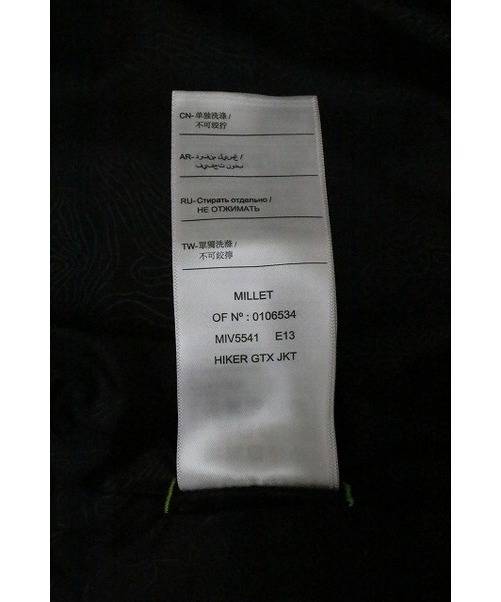 CN-单独洗涤/
不可绞拧
AR-
RU-Стирать отдельно/
НЕ ОТЖИМАТЬ
TW-單獨洗滌/
不可絞擰
MILLET
OF Nº : 0106534
MIV5541 E13
HIKER GTX JKT